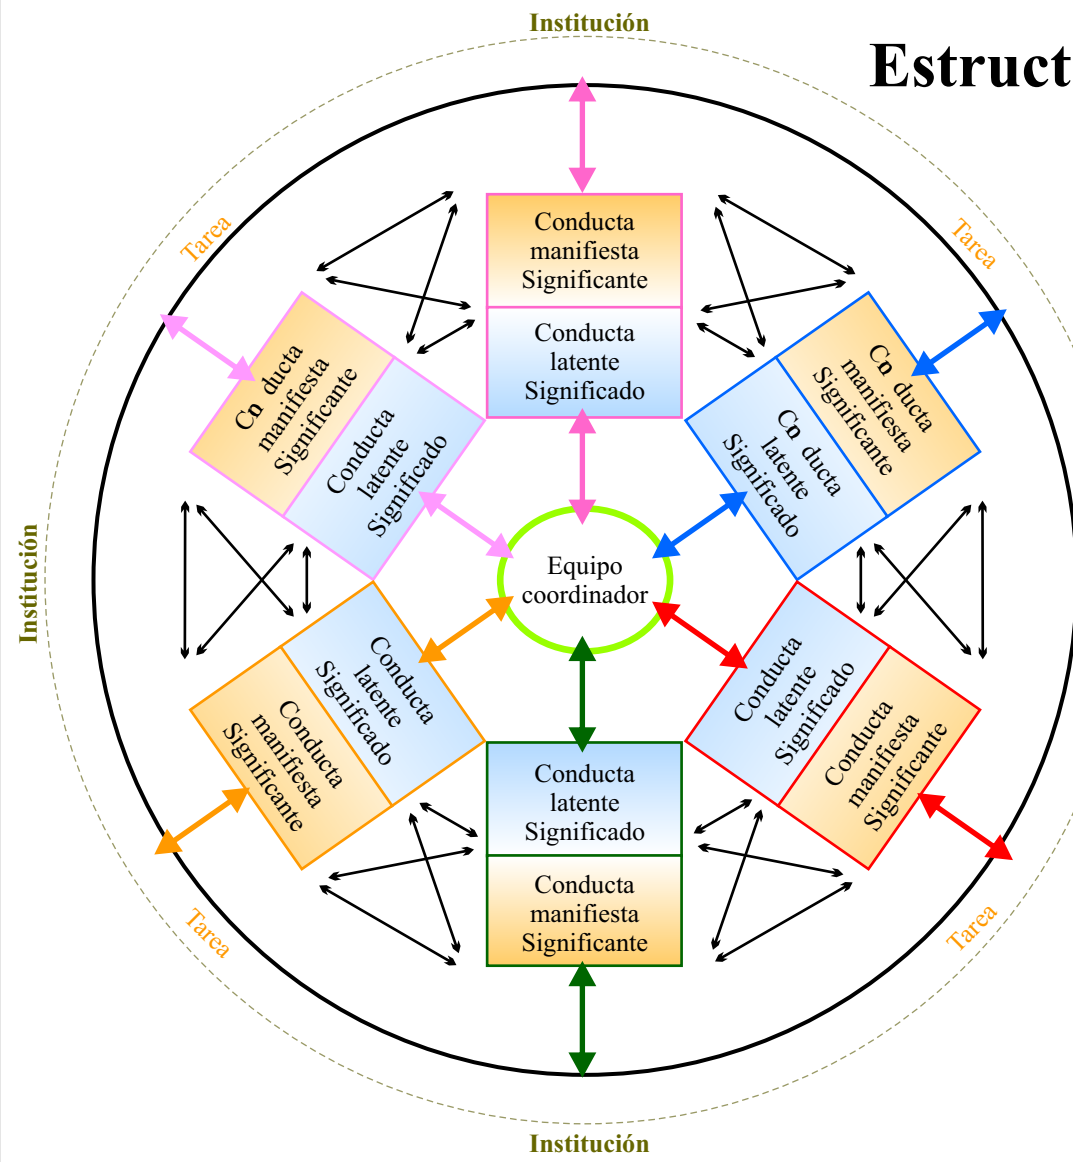 Institución
Estruct
Tarea
Tarea
Conducta
manifiesta
Significante
Conducta
latente
Significado
Cn ducta
manifiesta
Significante
Conducta
latente
Significado
Cn ducta
latente
Significado
Cn ducta
manifiesta
Significante
Institución
Equipo
coordinador
Conducta
manifiesta
Significante
Conducta
latente
Significado
Conducta
latente
Significado
Conducta
manifiesta
Significante
Conducta
latente
Significado
Conducta
manifiesta
Significante
Tarea
Tarea
Institución